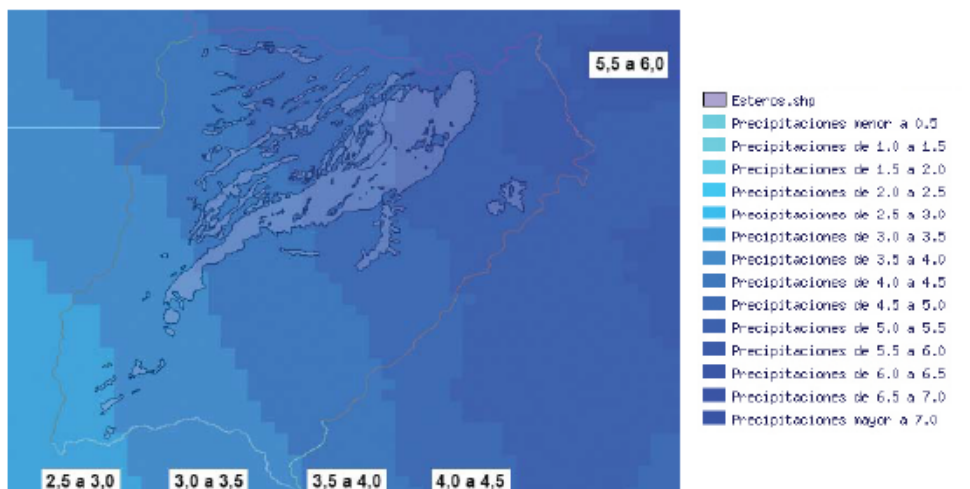 5,5 a 6,0
Esteros.shp
Precipitaciones menor a 0.5
Precipitaciones de 1.0 a 1.5
Precipitaciones de 1.5 a 2.0
Precipitaciones de 2.0 a 2.5
Precipitaciones de 2.5 a 3.0
Precipitaciones de 3.0 a 3.5
Precipitaciones de 3.5 a 4.0
Precipitaciones de 4.0 a 4.5
Precipitaciones de 4.5 a 5.0
Precipitaciones de 5.0 a 5.5
Precipitaciones de 5.5 a 6.0
Precipitaciones de 6.0 a 6.5
Precipitaciones de 6.5 a 7.0
Precipitaciones mayor a 7.0
2,5 a 3,0
3,0 a 3,5
3,5 a 4,0
4,0 a 4,5